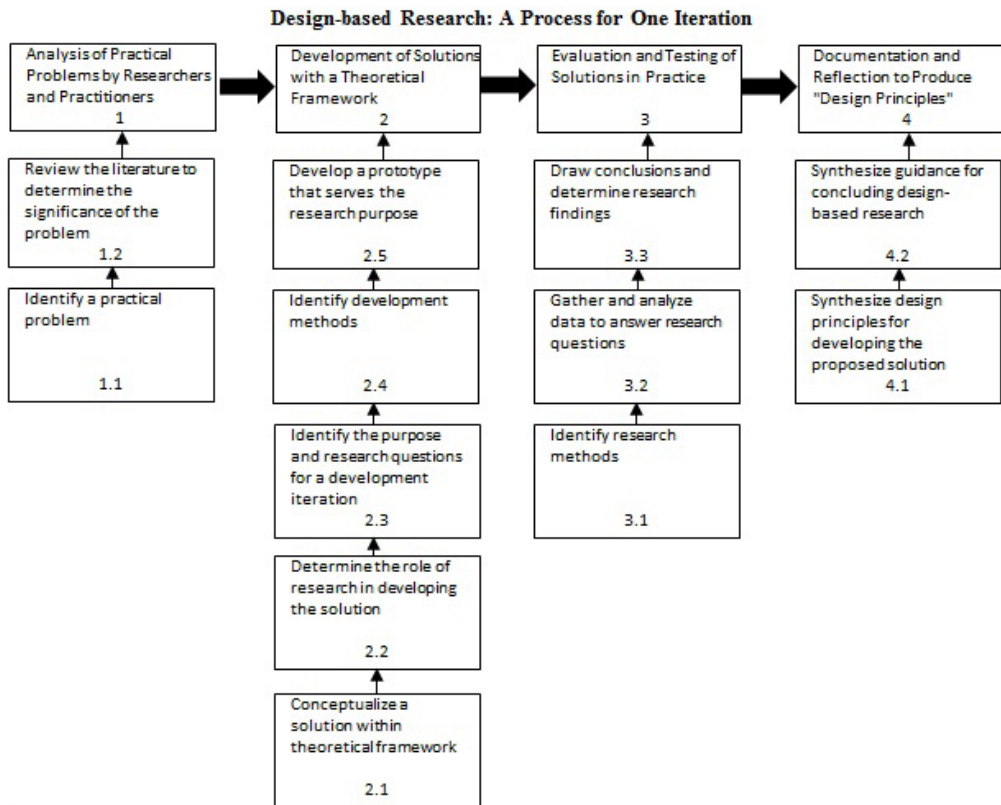 Design-based Research: A Process for One Iteration
Analysis of Practical
Problems by Researchers
and Practitioners
1
Development of Solutions
with a Theoretical
Framework
2
Evaluation and Testing of
Solutions in Practice
3
Documentation and
Reflection to Produce
"Design Principles"
4
Review the literature to
determine the
significance of the
problem
1.2
Develop a prototype
that serves the
research purpose
2.5
Draw conclusions and
determine research
findings
3.3
Synthesize guidance for
concluding design-
based research
4.2
Identify a practical
problem
1.1
Identify development
methods
2.4
Gather and analyze
data to answer research
questions
3.2
Synthesize design
principles for
developing the
proposed solution
4.1
Identify the purpose
and research questions
for a development
iteration
2.3
Identify research
methods
3.1
Determine the role of
research in developing
the solution
2.2
Conceptualize a
solution within
theoretical framework
2.1